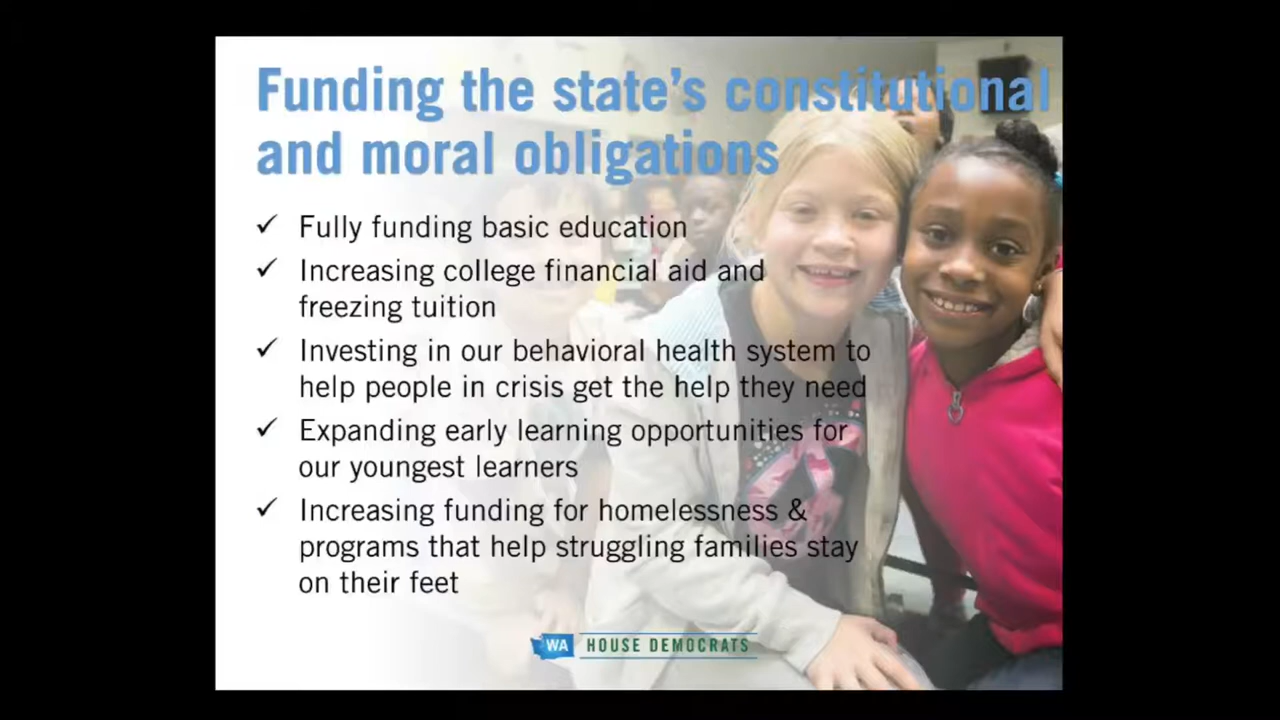 Funding the state's constitutional
and moral obligations
✓ Fully funding basic education
✓ Increasing college financial aid and
freezing tuition
✓ Investing in our behavioral health system to
help people in crisis get the help they need
✓ Expanding early learning opportunities for
our youngest learners
✓ Increasing funding for homelessness &
programs that help struggling families stay
on their feet
WA HOUSE DEMOCRATS